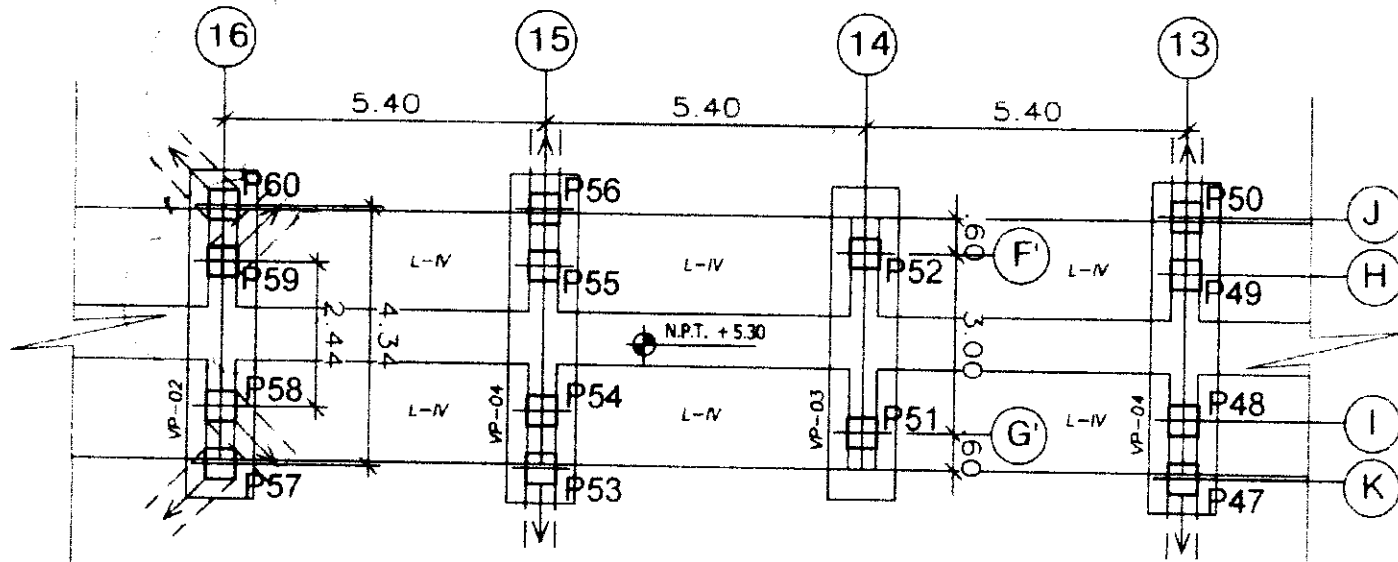 16
15
14
13
5.40
5.40
5.40
P60
P56
P50
J
P59
L-IV
P55
L-IV
P52
.60
F'
L-IV
P49
H
N.P.T. + 5.30
2.44
4.34
3.00
VP-02
P58
L-IV
VP-04
P54
L-IV
VP-03
P51
G'
L-IV
VP-04
P48
I
P57
P53
.60
P47
K